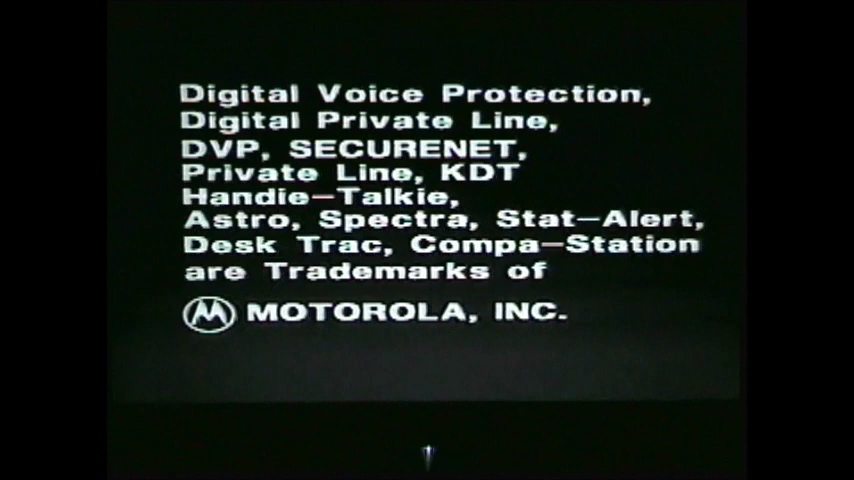 Digital Voice Protection,
Digital Private Line,
DVP, SECURENET,
Private Line, KDT
Handie-Talkie,
Astro, Spectra, Stat-Alert,
Desk Trac, Compa-Station
are Trademarks of
MOTOROLA, INC.